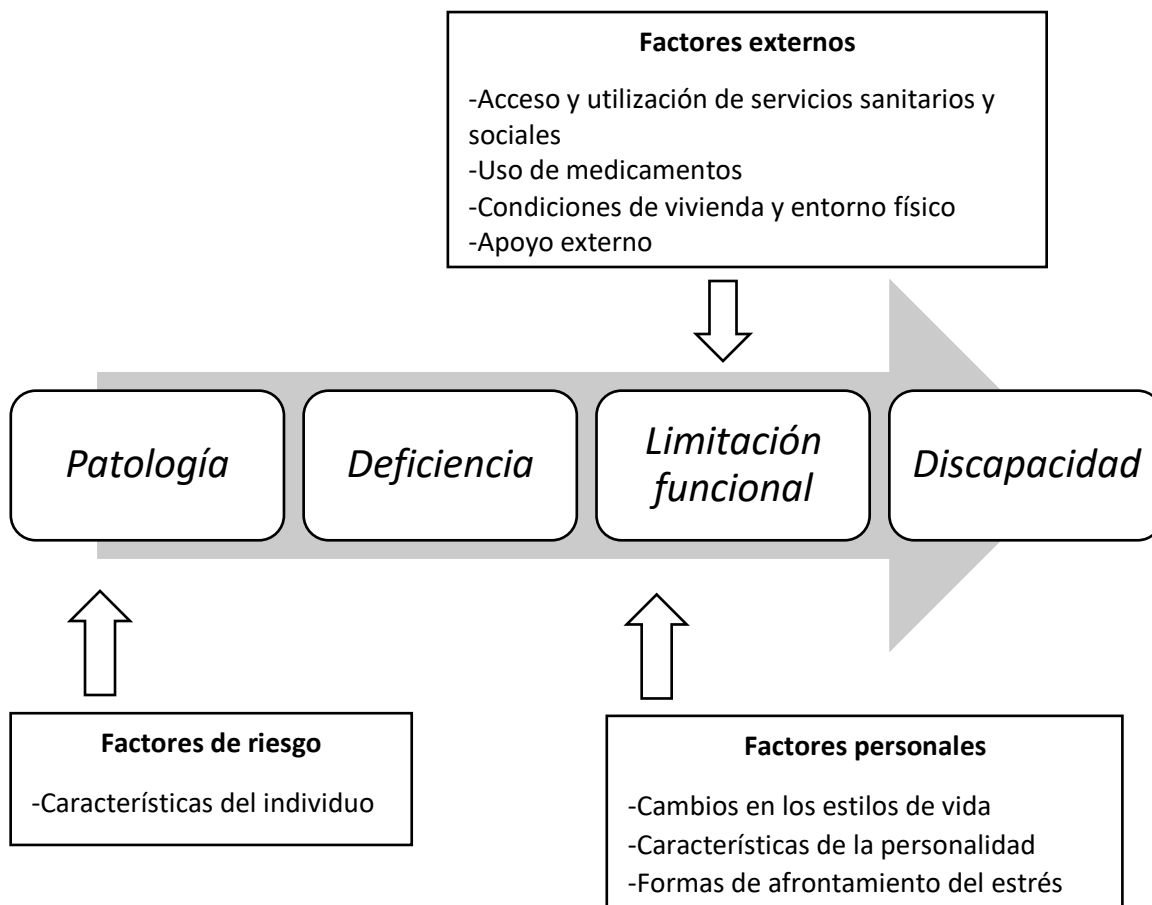 Factores externos
-Acceso y utilización de servicios sanitarios y
sociales
-Uso de medicamentos
-Condiciones de vivienda y entorno físico
-Apoyo externo
Patología
Deficiencia
Limitación
funcional
Discapacidad
Factores de riesgo
-Características del individuo
Factores personales
-Cambios en los estilos de vida
-Características de la personalidad
-Formas de afrontamiento del estrés